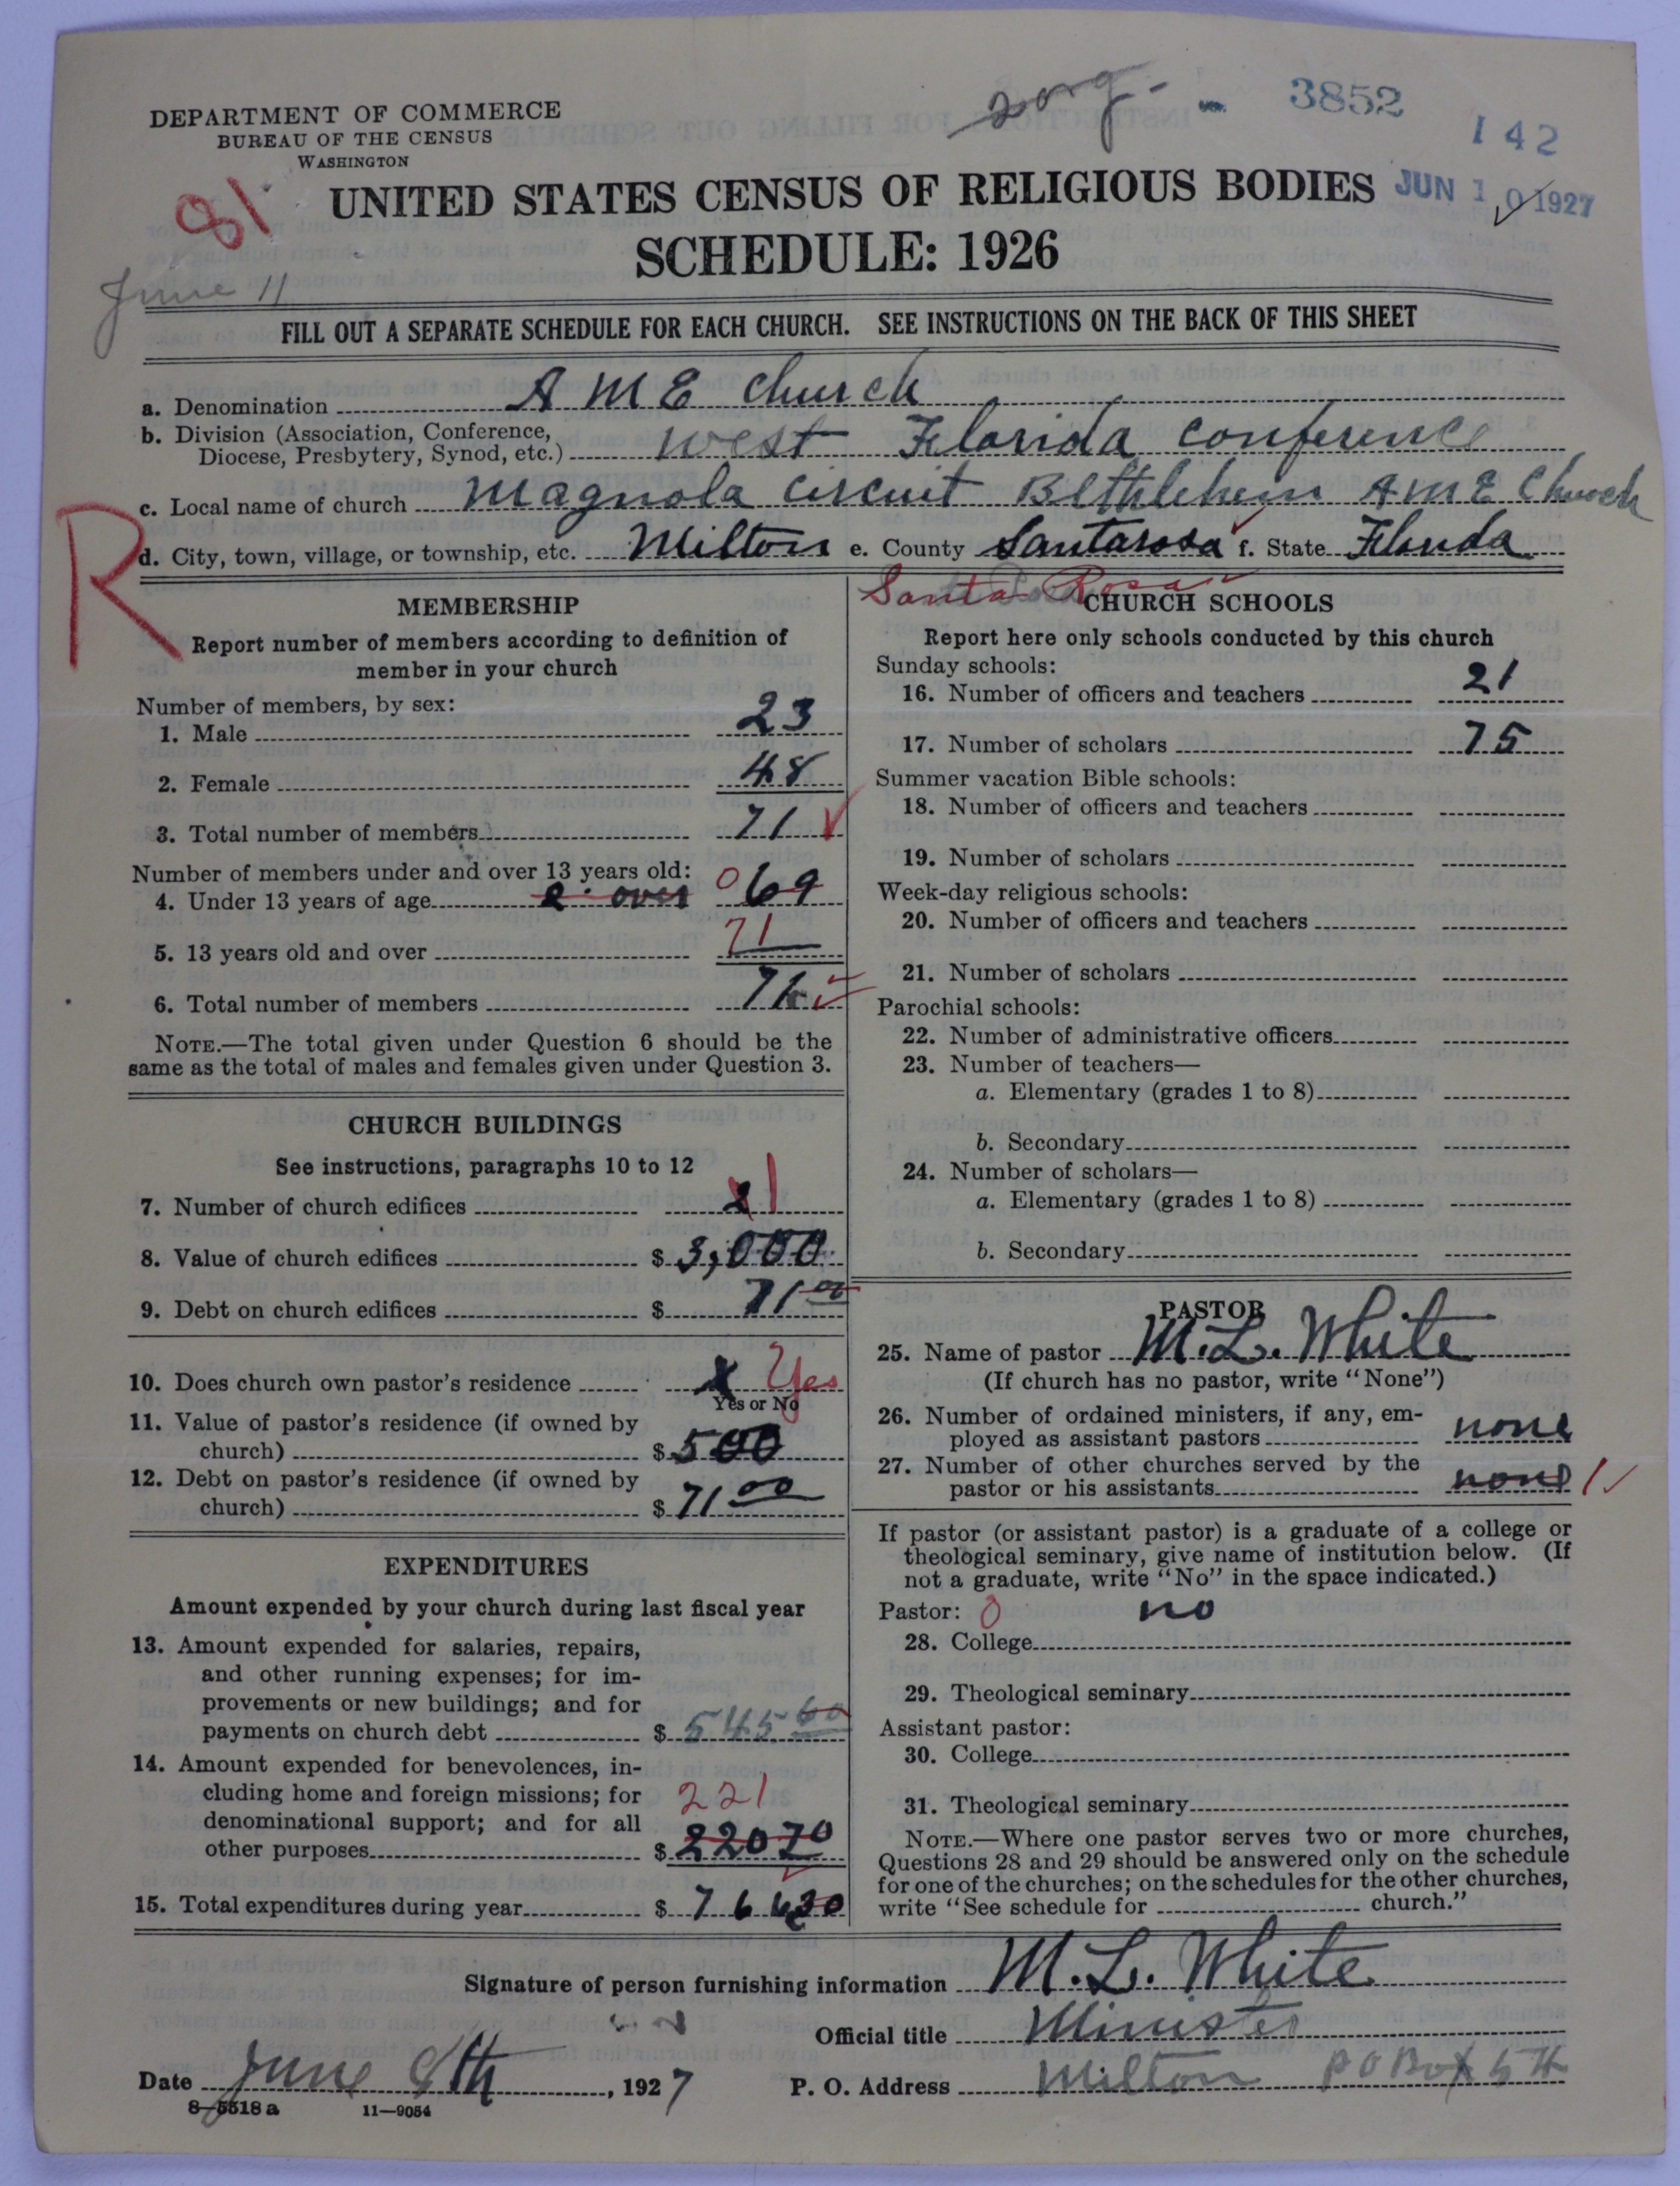 2 org -
3852
142
DEPARTMENT OF COMMERCE
BUREAU OF THE CENSUS
WASHINGTON
81
UNITED STATES CENSUS OF RELIGIOUS BODIES
JUN 10 1927
SCHEDULE: 1926
June 11
FILL OUT A SEPARATE SCHEDULE FOR EACH CHURCH. SEE INSTRUCTIONS ON THE BACK OF THIS SHEET
a. Denomination A M E church
b. Division (Association, Conference, Diocese, Presbytery, Synod, etc.) west Florida conference
c. Local name of church Magnola circuit Bethlehem A M E Church
R
d. City, town, village, or township, etc. Milton e. County Santarosa f. State Florida
Santa Rosa
MEMBERSHIP
Report number of members according to definition of
member in your church
Number of members, by sex:
1. Male 23
2. Female 48
3. Total number of members 71
Number of members under and over 13 years old:
4. Under 13 years of age & over 0 69
5. 13 years old and over 71
6. Total number of members 71
NOTE.—The total given under Question 6 should be the
same as the total of males and females given under Question 3.
CHURCH BUILDINGS
See instructions, paragraphs 10 to 12
7. Number of church edifices 2 1
8. Value of church edifices $ 3,000
9. Debt on church edifices $ 71 00
10. Does church own pastor's residence x Yes
Yes or No
11. Value of pastor's residence (if owned by
church) $ 500
12. Debt on pastor's residence (if owned by
church) $ 71 00
EXPENDITURES
Amount expended by your church during last fiscal year
13. Amount expended for salaries, repairs,
and other running expenses; for im-
provements or new buildings; and for
payments on church debt $ 545 60
14. Amount expended for benevolences, in-
cluding home and foreign missions; for
denominational support; and for all
other purposes $ 220 70
221
15. Total expenditures during year $ 766 30
CHURCH SCHOOLS
Report here only schools conducted by this church
Sunday schools:
16. Number of officers and teachers 21
17. Number of scholars 75
Summer vacation Bible schools:
18. Number of officers and teachers
19. Number of scholars
Week-day religious schools:
20. Number of officers and teachers
21. Number of scholars
Parochial schools:
22. Number of administrative officers
23. Number of teachers—
a. Elementary (grades 1 to 8)
b. Secondary
24. Number of scholars—
a. Elementary (grades 1 to 8)
b. Secondary
PASTOR
25. Name of pastor M. L. White
(If church has no pastor, write "None")
26. Number of ordained ministers, if any, em-
ployed as assistant pastors none
27. Number of other churches served by the
pastor or his assistants none 1
If pastor (or assistant pastor) is a graduate of a college or
theological seminary, give name of institution below. (If
not a graduate, write "No" in the space indicated.)
Pastor: 0 no
28. College
29. Theological seminary
Assistant pastor:
30. College
31. Theological seminary
NOTE.—Where one pastor serves two or more churches,
Questions 28 and 29 should be answered only on the schedule
for one of the churches; on the schedules for the other churches,
write "See schedule for church."
Signature of person furnishing information M. L. White
Official title Minister
Date June 8th, 1927
P. O. Address Milton P O Box 54
8—5518 a 11—9054